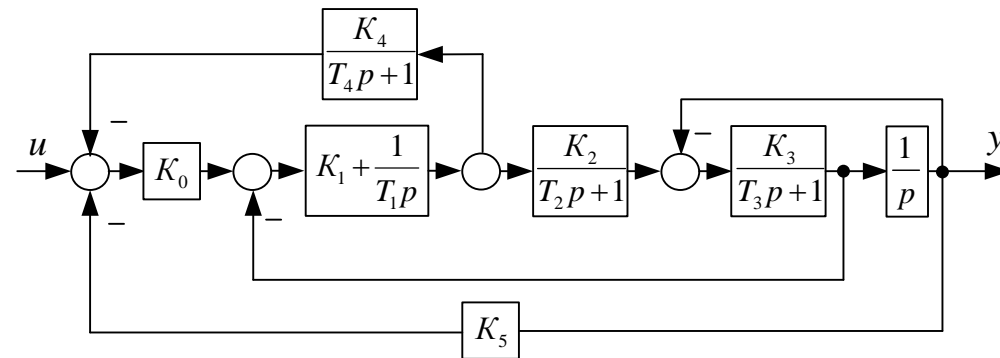 K₄
T₄p+1
−
−
u
K₀
K₁+
1
T₁p
K₂
T₂p+1
K₃
T₃p+1
1
p
y
−
−
K₅